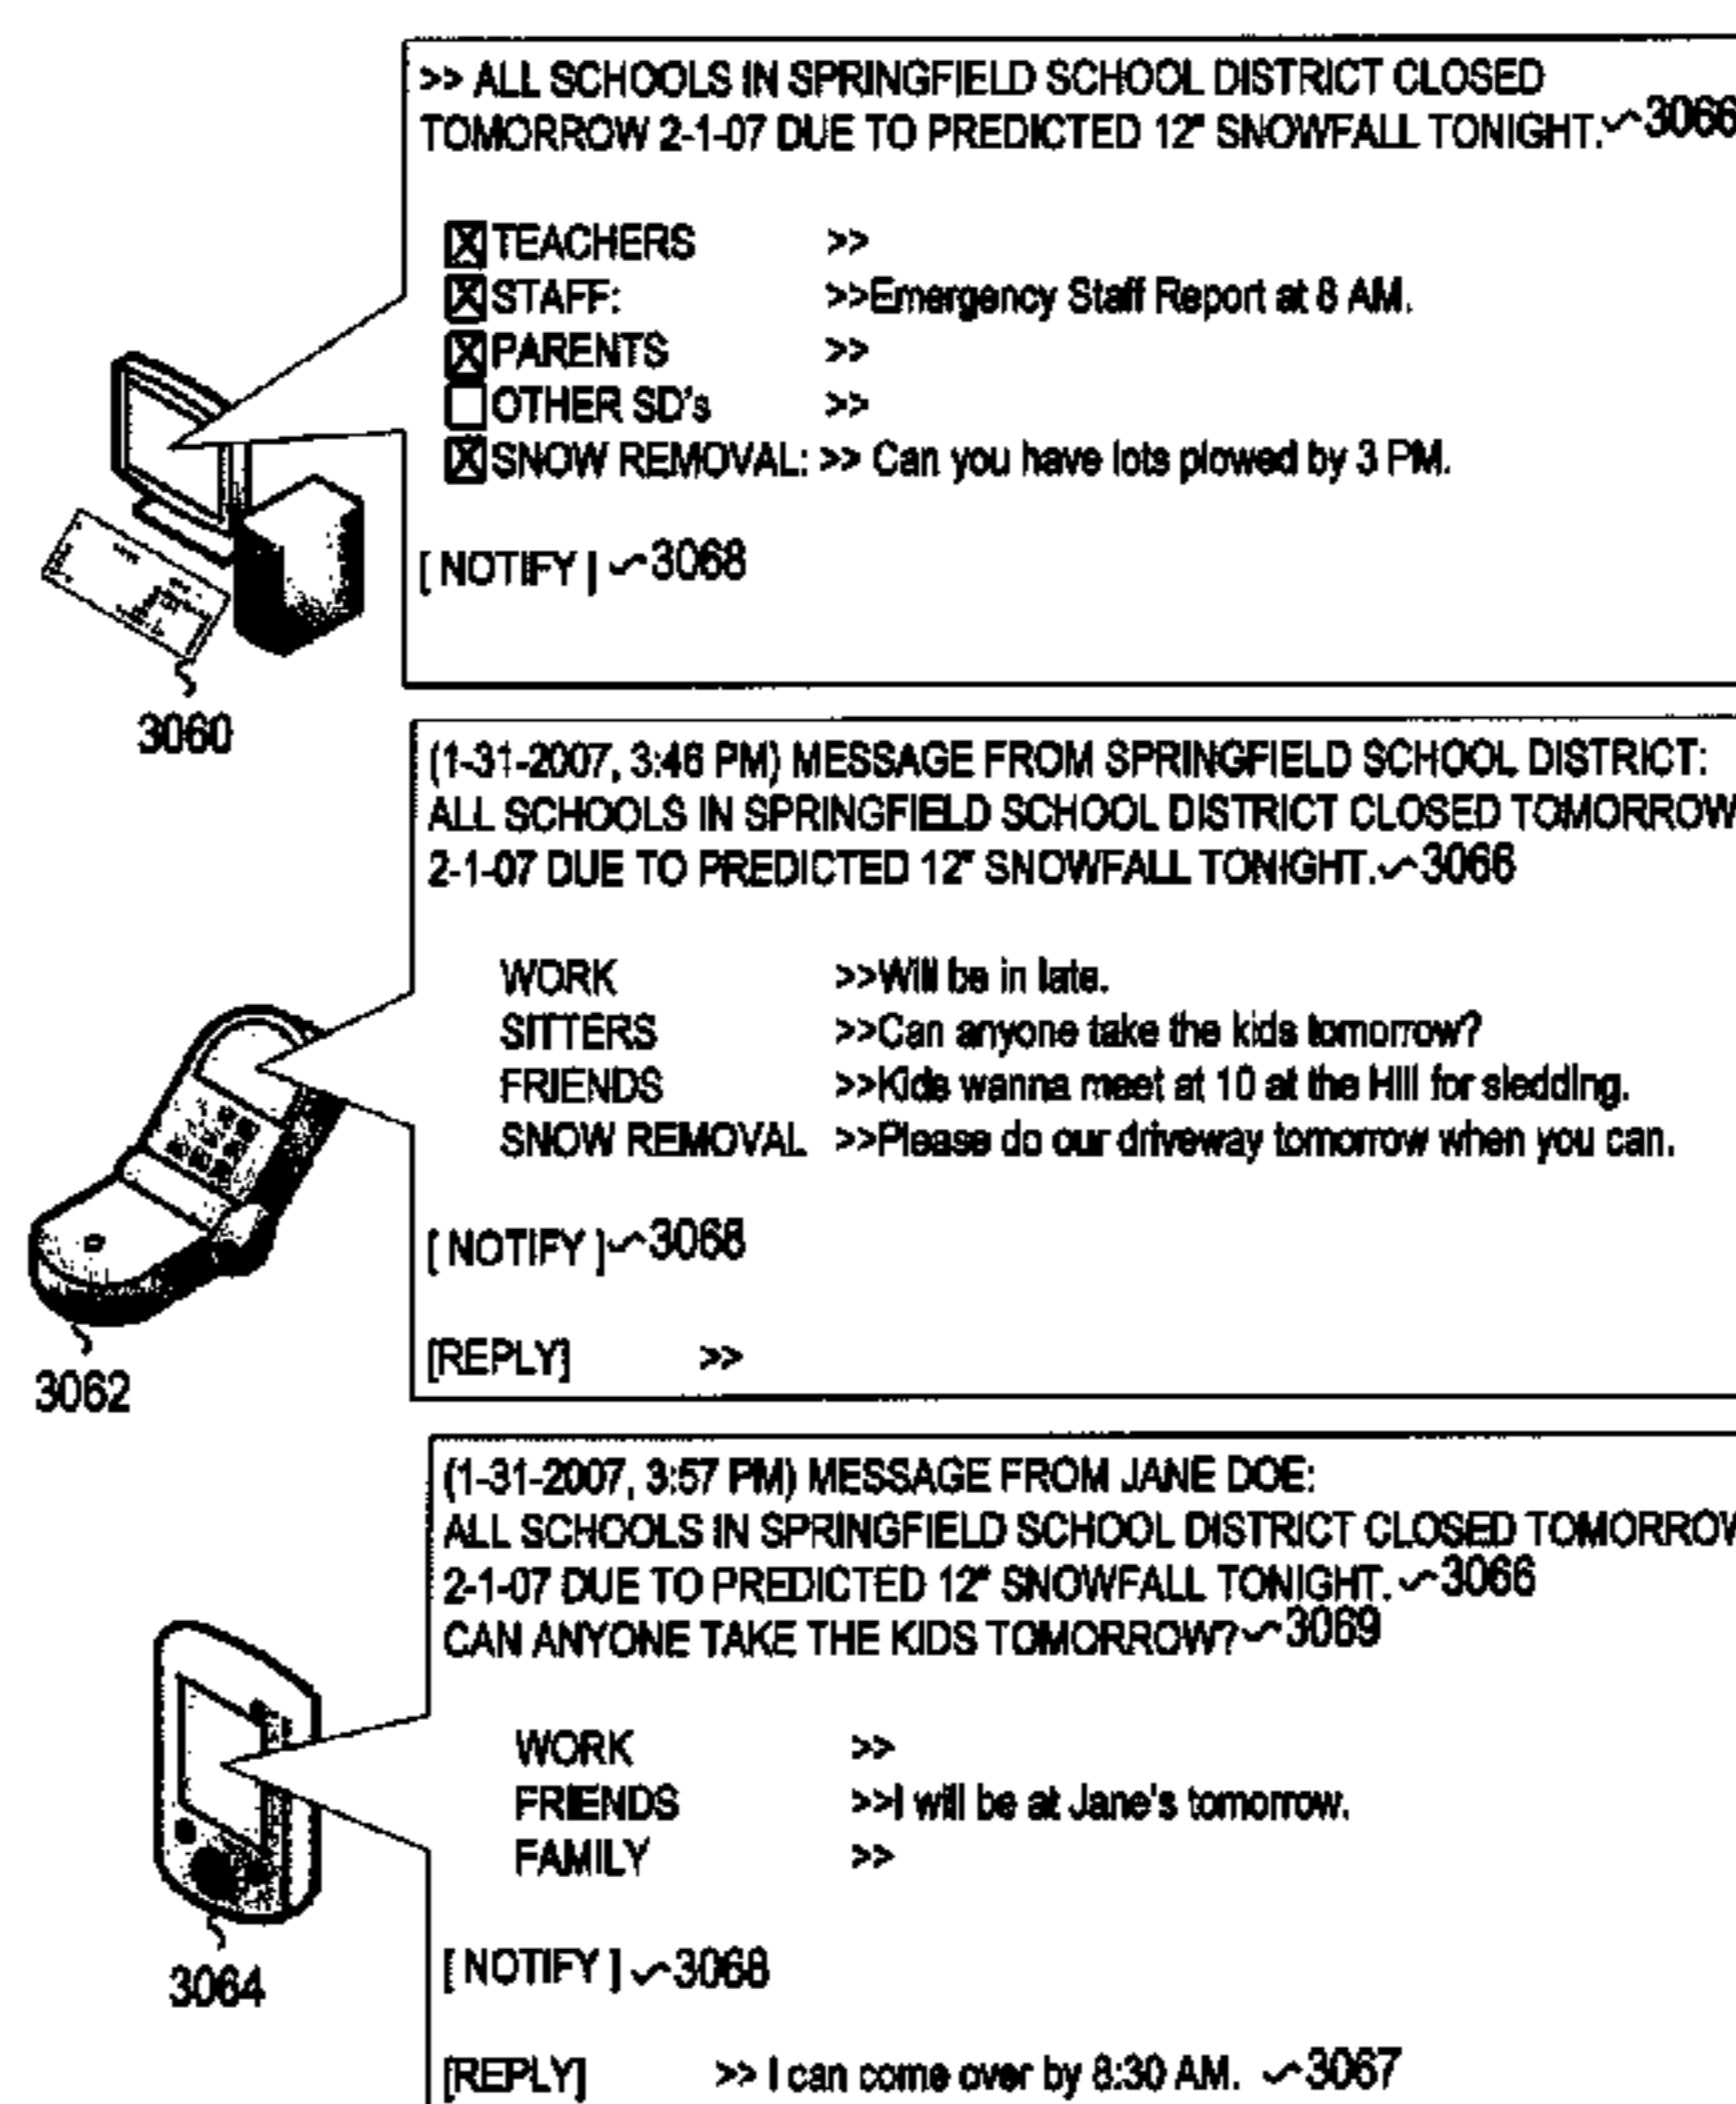 >> ALL SCHOOLS IN SPRINGFIELD SCHOOL DISTRICT CLOSED
TOMORROW 2-1-07 DUE TO PREDICTED 12" SNOWFALL TONIGHT. 3066
TEACHERS >>
STAFF: >>Emergency Staff Report at 8 AM.
PARENTS >>
OTHER SD's >>
SNOW REMOVAL: >> Can you have lots plowed by 3 PM.
[ NOTIFY ] 3068
3060
(1-31-2007, 3:46 PM) MESSAGE FROM SPRINGFIELD SCHOOL DISTRICT:
ALL SCHOOLS IN SPRINGFIELD SCHOOL DISTRICT CLOSED TOMORROW
2-1-07 DUE TO PREDICTED 12" SNOWFALL TONIGHT. 3066
WORK >>Will be in late.
SITTERS >>Can anyone take the kids tomorrow?
FRIENDS >>Kids wanna meet at 10 at the Hill for sledding.
SNOW REMOVAL >>Please do our driveway tomorrow when you can.
[ NOTIFY ] 3068
[REPLY] >>
3062
(1-31-2007, 3:57 PM) MESSAGE FROM JANE DOE:
ALL SCHOOLS IN SPRINGFIELD SCHOOL DISTRICT CLOSED TOMORROW
2-1-07 DUE TO PREDICTED 12" SNOWFALL TONIGHT. 3066
CAN ANYONE TAKE THE KIDS TOMORROW? 3069
WORK >>
FRIENDS >>I will be at Jane's tomorrow.
FAMILY >>
[ NOTIFY ] 3068
3064
[REPLY] >> I can come over by 8:30 AM. 3067